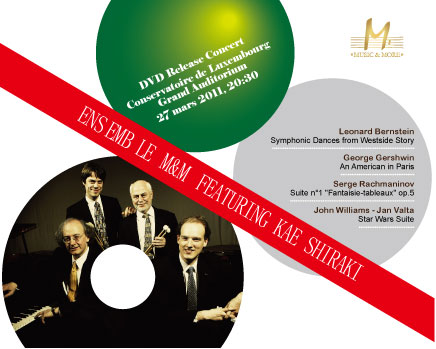 DVD Release Concert
Conservatoire de Luxembourg
Grand Auditorium
27 mars 2011, 20:30
M
MUSIC & MORE
ENSEMBLE M&M FEATURING KAE SHIRAKI
Leonard Bernstein
Symphonic Dances from Westside Story
George Gershwin
An American in Paris
Serge Rachmaninov
Suite n°1 "Fantaisie-tableaux" op.5
John Williams - Jan Valta
Star Wars Suite